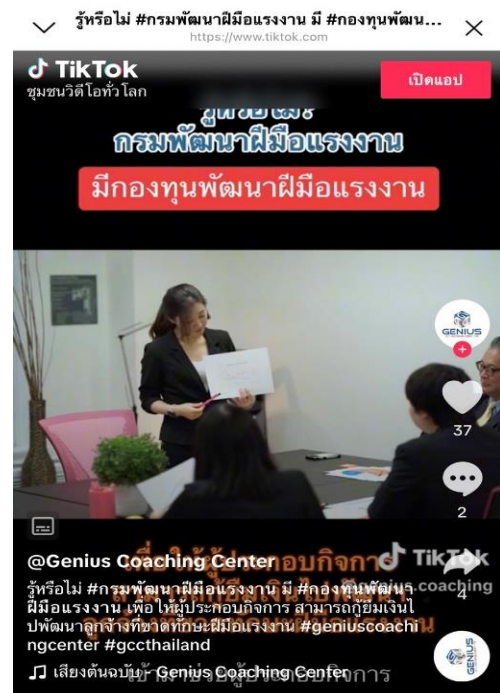 รู้หรือไม่ #กรมพัฒนาฝีมือแรงงาน มี #กองทุนพัฒน...
https://www.tiktok.com
TikTok
ชุมชนวิดีโอทั่วโลก
เปิดแอป
รู้หรือไม่?
กรมพัฒนาฝีมือแรงงาน
มีกองทุนพัฒนาฝีมือแรงงาน
GENIUS
37
2
@Genius Coaching Center
TikTok
รู้หรือไม่ #กรมพัฒนาฝีมือแรงงาน มี #กองทุนพัฒนา
ฝีมือแรงงาน เพื่อให้ผู้ประกอบกิจการ สามารถกู้ยืมเงินไ
ปพัฒนาลูกจ้างที่ขาดทักษะฝีมือแรงงาน #geniuscoachi
ngcenter #gccthailand
4
GENIUS
เสียงต้นฉบับ - Genius Coaching Center